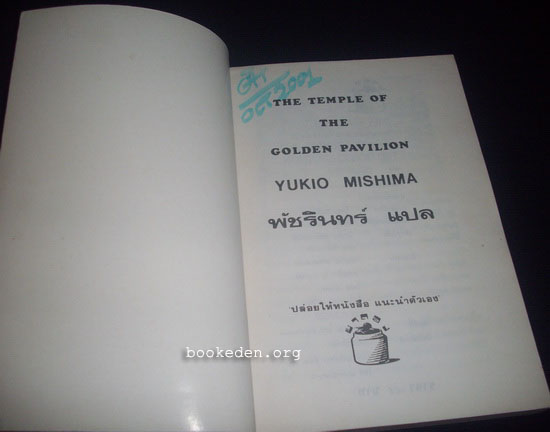 THE TEMPLE OF
THE
GOLDEN PAVILION
YUKIO MISHIMA
พัชรินทร์ แปล
ปล่อยให้หนังสือ แนะนำตัวเอง
bookeden.org